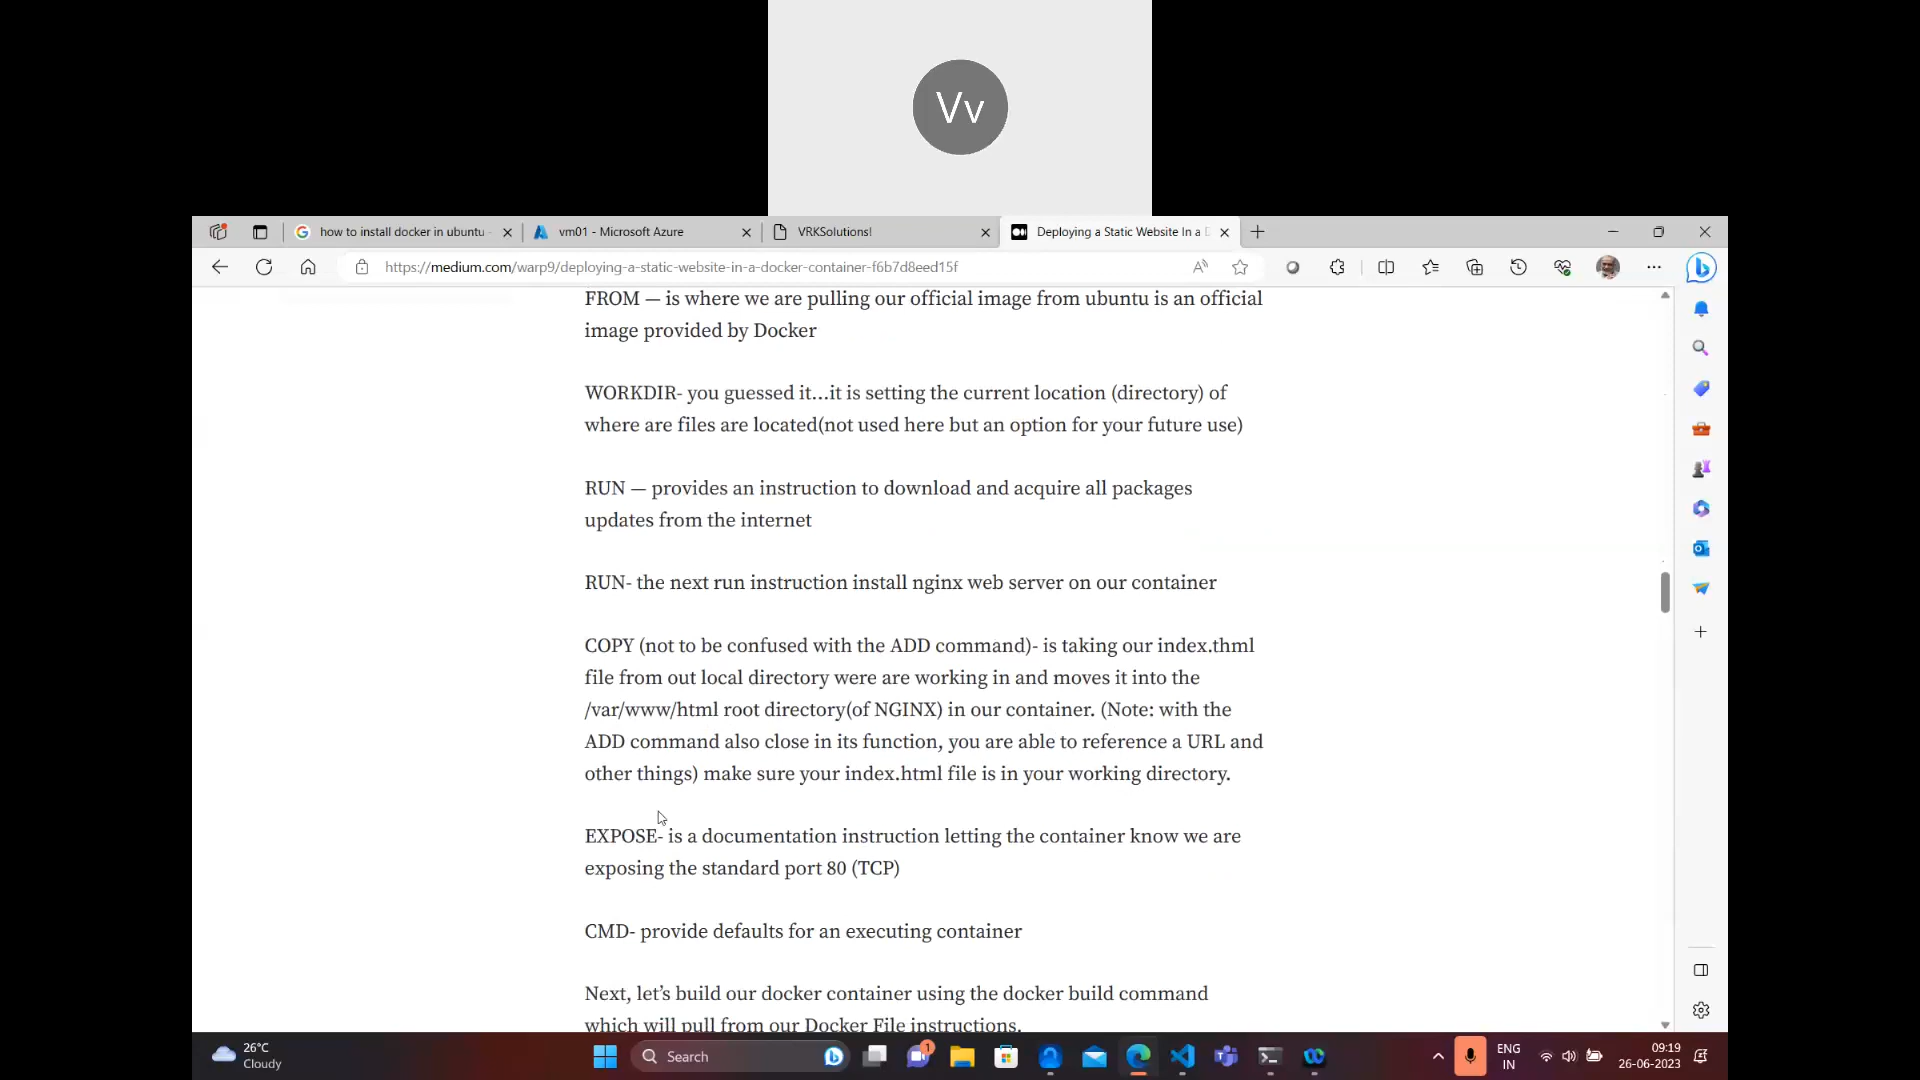 Vv
how to install docker in ubuntu -
vm01 - Microsoft Azure
VRKSolutions!
Deploying a Static Website In a D
https://medium.com/warp9/deploying-a-static-website-in-a-docker-container-f6b7d8eed15f
FROM — is where we are pulling our official image from ubuntu is an official
image provided by Docker
WORKDIR- you guessed it…it is setting the current location (directory) of
where are files are located(not used here but an option for your future use)
RUN — provides an instruction to download and acquire all packages
updates from the internet
RUN- the next run instruction install nginx web server on our container
COPY (not to be confused with the ADD command)- is taking our index.thml
file from out local directory were are working in and moves it into the
/var/www/html root directory(of NGINX) in our container. (Note: with the
ADD command also close in its function, you are able to reference a URL and
other things) make sure your index.html file is in your working directory.
EXPOSE- is a documentation instruction letting the container know we are
exposing the standard port 80 (TCP)
CMD- provide defaults for an executing container
Next, let’s build our docker container using the docker build command
which will pull from our Docker File instructions.
26°C
Cloudy
Search
1
ENG
IN
09:19
26-06-2023